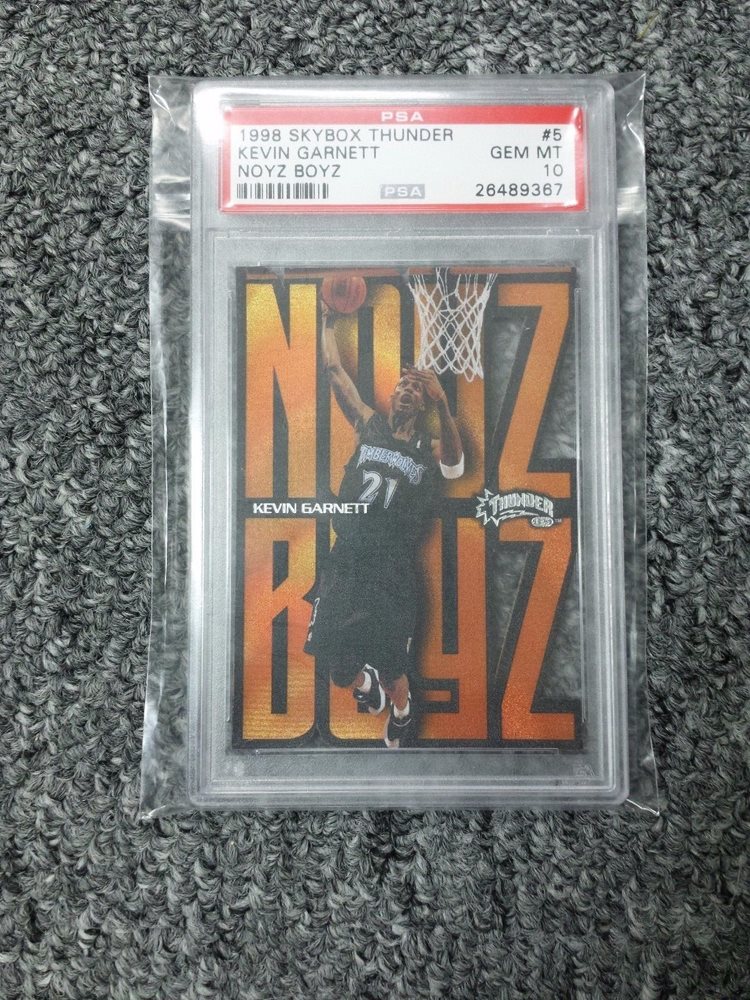 PSA
1998 SKYBOX THUNDER #5
KEVIN GARNETT GEM MT
NOYZ BOYZ 10
PSA 26489367
NOYZ
TIMBERWOLVES
21
KEVIN GARNETT
THUNDER
BOYZ